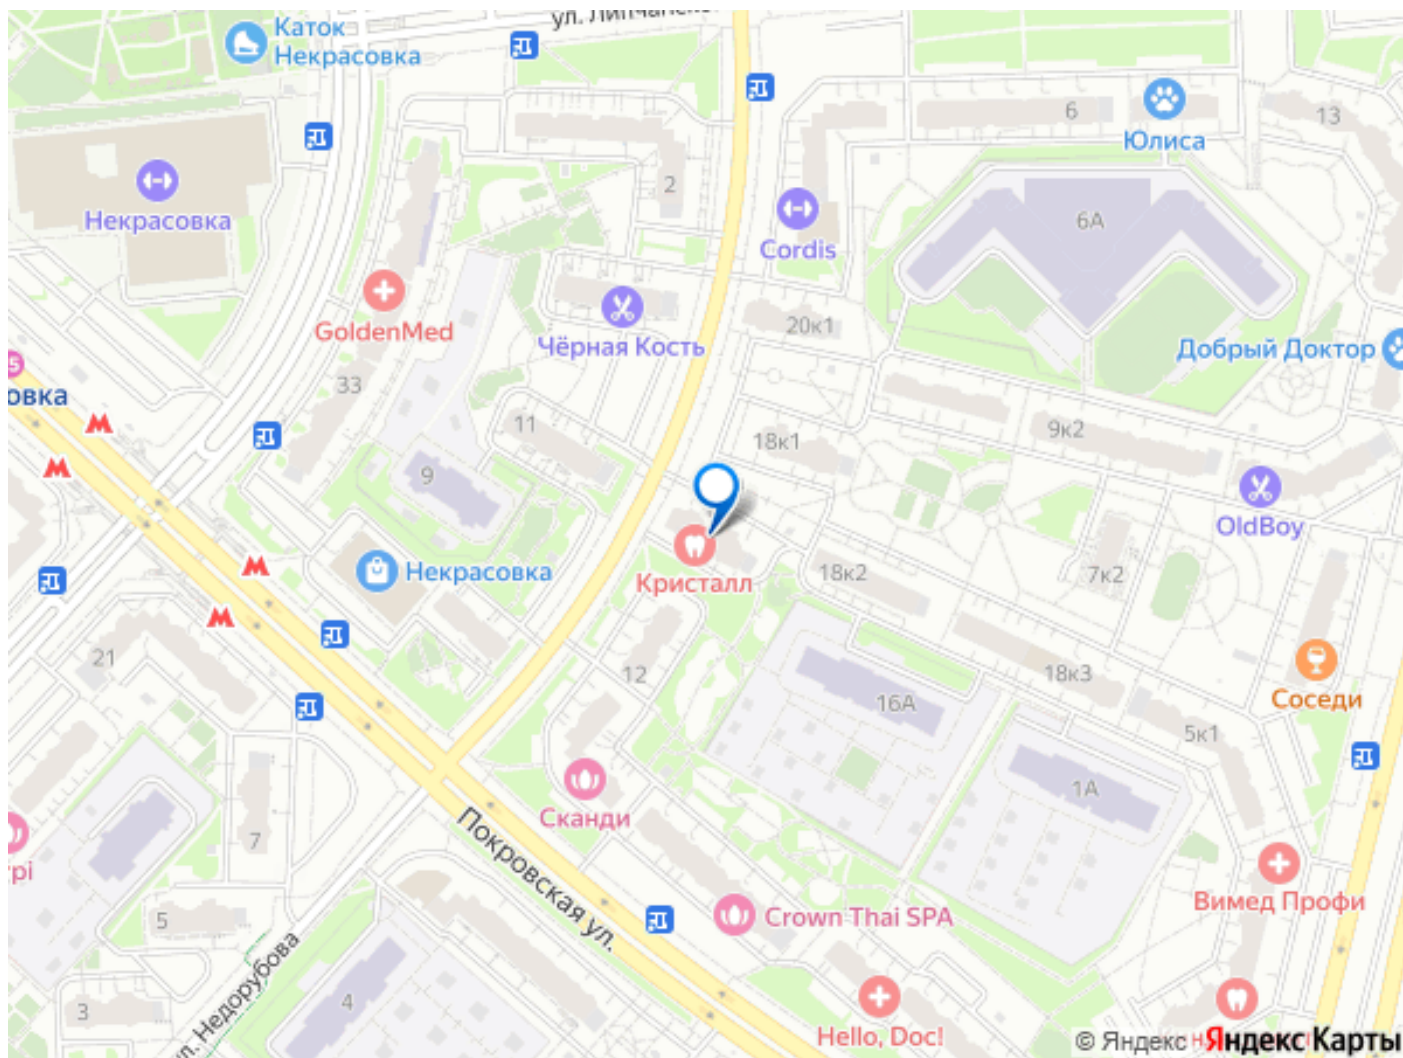 ул. Липчанского
Каток
Некрасовка
6
Юлиса
13
2
Некрасовка
6А
Cordis
GoldenMed
20к1
Чёрная Кость
Добрый Доктор
овка
33
11
18к1
9к2
9
OldBoy
Некрасовка
Кристалл
18к2
7к2
21
12
18к3
16А
Соседи
5к1
1А
Сканди
7
Покровская ул.
pi
Вимед Профи
5
Crown Thai SPA
ул. Недорубова
4
3
Hello, Doc!
© Яндекс Яндекс Карты